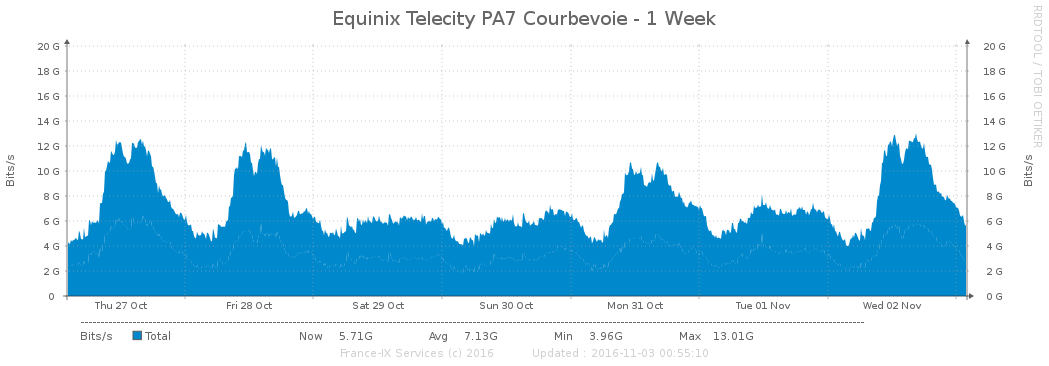 Equinix Telecity PA7 Courbevoie - 1 Week
RRDTOOL / TOBI OETIKER
Bits/s
20 G 20 G
18 G 18 G
16 G 16 G
14 G 14 G
12 G 12 G
10 G 10 G
8 G 8 G
6 G 6 G
4 G 4 G
2 G 2 G
0 0 G
Bits/s
Thu 27 Oct Fri 28 Oct Sat 29 Oct Sun 30 Oct Mon 31 Oct Tue 01 Nov Wed 02 Nov
Bits/s Total Now 5.71G Avg 7.13G Min 3.96G Max 13.01G
France-IX Services (c) 2016 Updated : 2016-11-03 00:55:10